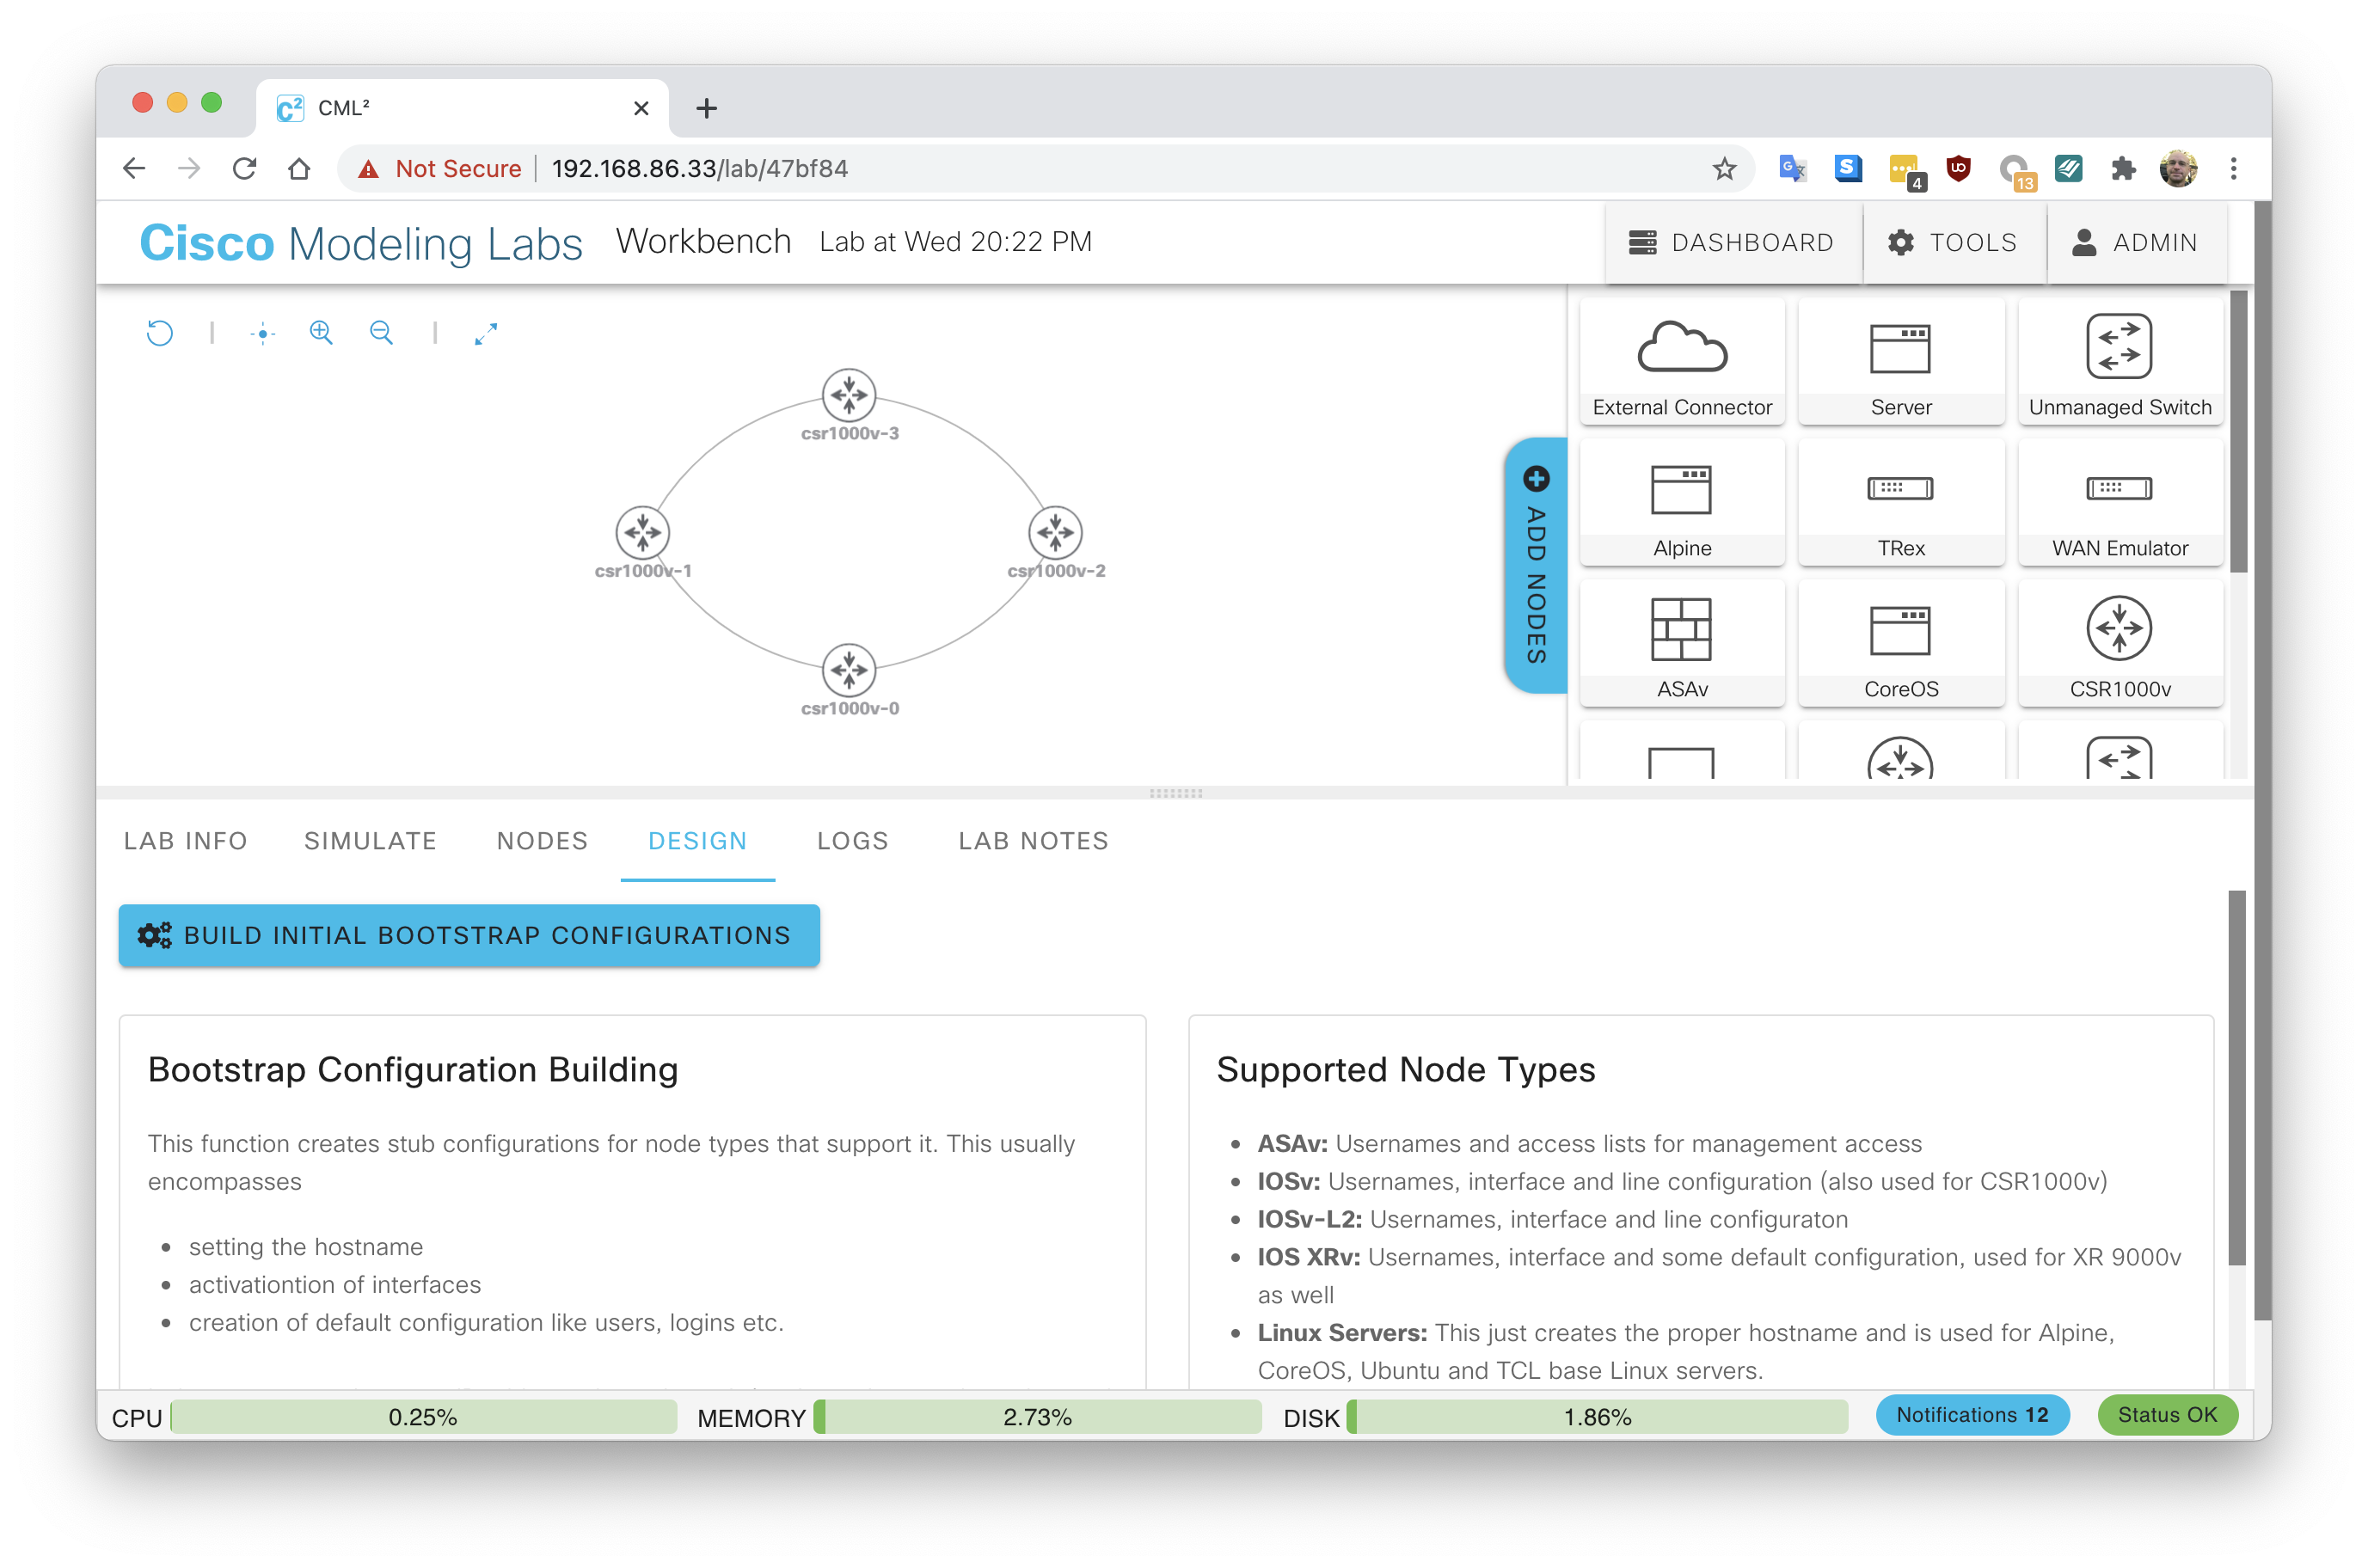 CML²
Not Secure 192.168.86.33/lab/47bf84
4
13
Cisco Modeling Labs Workbench Lab at Wed 20:22 PM
DASHBOARD TOOLS ADMIN
csr1000v-3
csr1000v-1
csr1000v-2
csr1000v-0
ADD NODES
External Connector
Server
Unmanaged Switch
Alpine
TRex
WAN Emulator
ASAv
CoreOS
CSR1000v
LAB INFO SIMULATE NODES DESIGN LOGS LAB NOTES
BUILD INITIAL BOOTSTRAP CONFIGURATIONS
Bootstrap Configuration Building
This function creates stub configurations for node types that support it. This usually
encompasses
• setting the hostname
• activationtion of interfaces
• creation of default configuration like users, logins etc.
Supported Node Types
• ASAv: Usernames and access lists for management access
• IOSv: Usernames, interface and line configuration (also used for CSR1000v)
• IOSv-L2: Usernames, interface and line configuraton
• IOS XRv: Usernames, interface and some default configuration, used for XR 9000v
as well
• Linux Servers: This just creates the proper hostname and is used for Alpine,
CoreOS, Ubuntu and TCL base Linux servers.
CPU 0.25% MEMORY 2.73% DISK 1.86% Notifications 12 Status OK